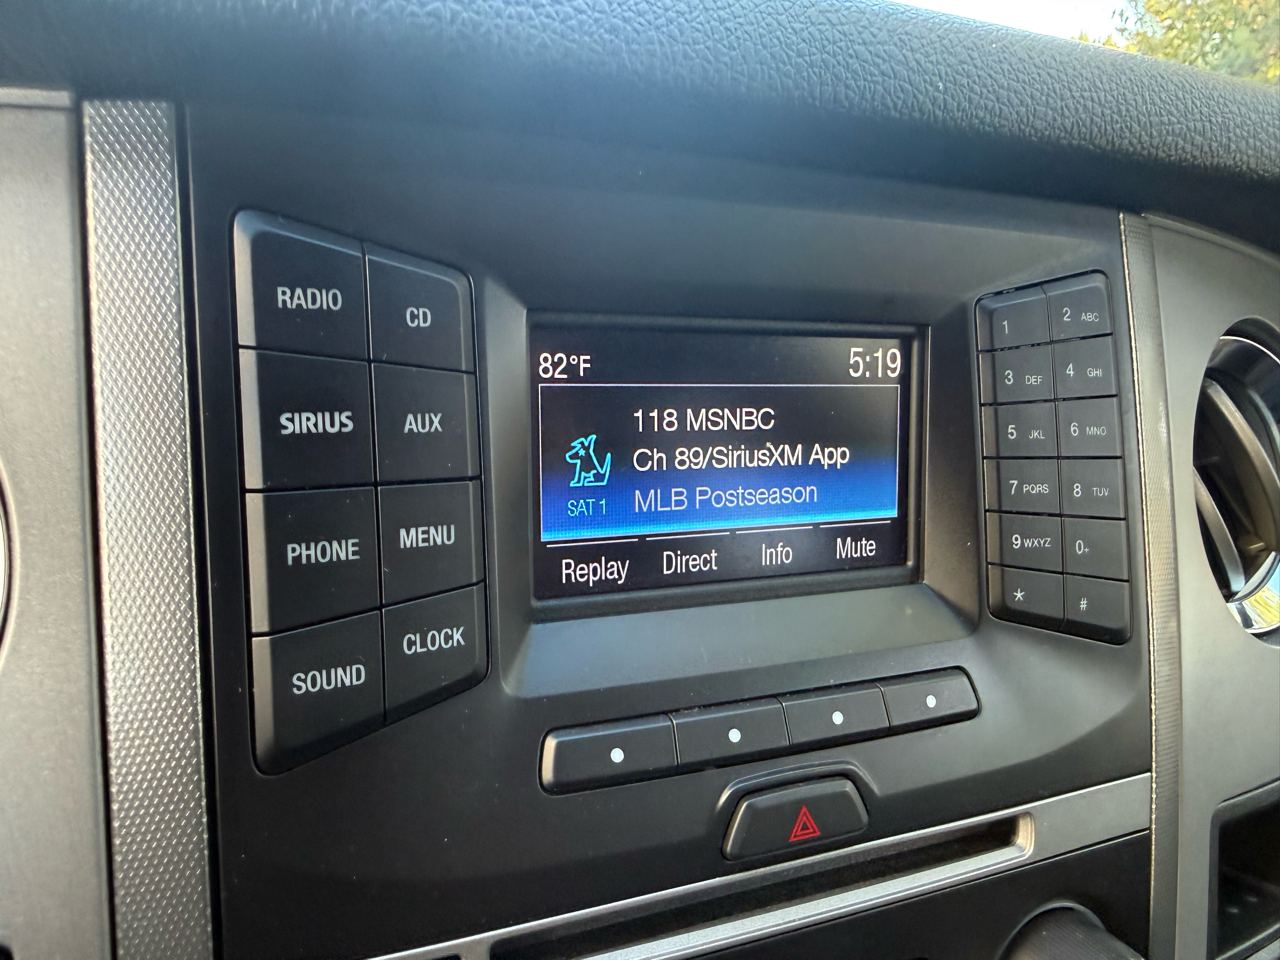 RADIO
CD
SIRIUS
AUX
PHONE
MENU
SOUND
CLOCK
82°F
5:19
118 MSNBC
Ch 89/SiriusXM App
SAT 1
MLB Postseason
Replay
Direct
Info
Mute
1
2 ABC
3 DEF
4 GHI
5 JKL
6 MNO
7 PQRS
8 TUV
9 WXYZ
0+
*
#